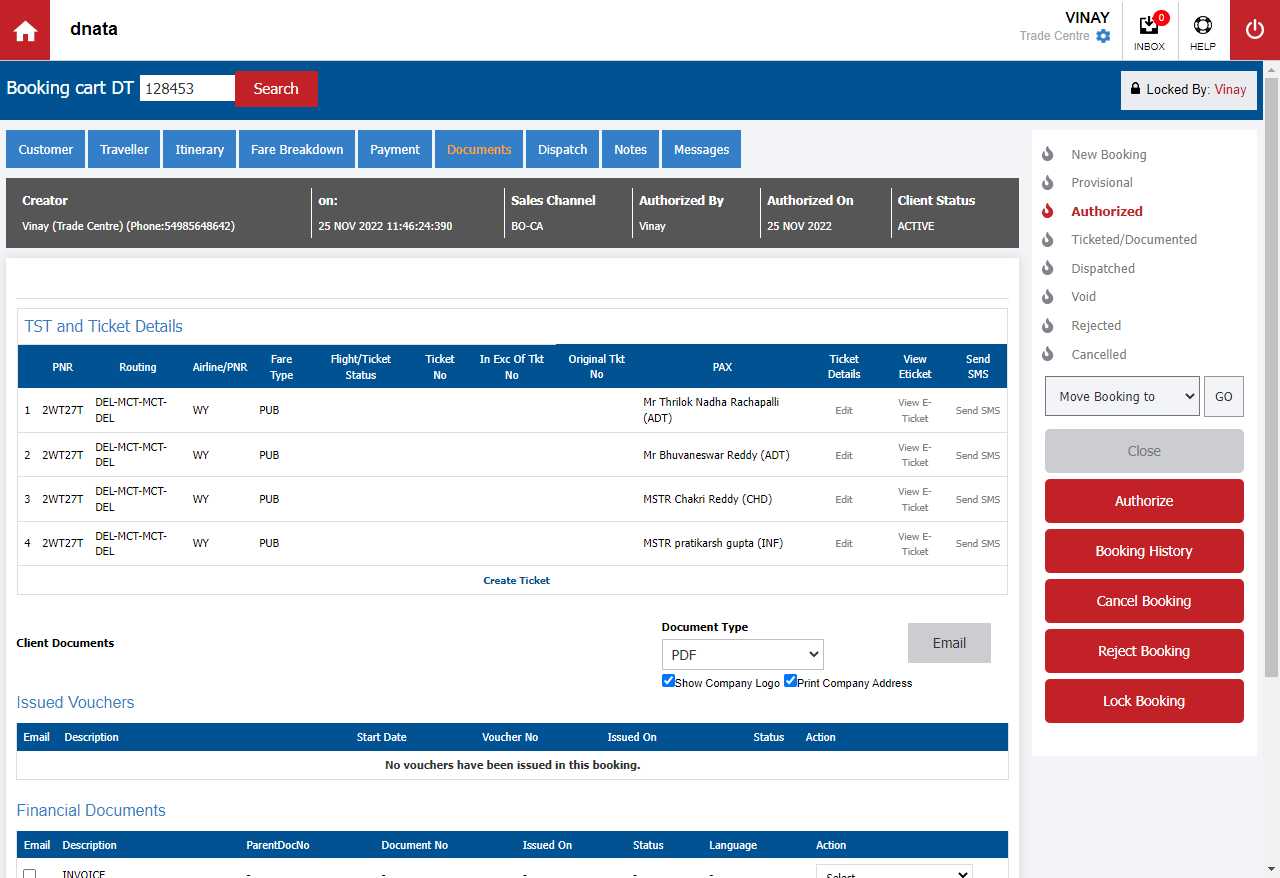 dnata
VINAY
Trade Centre
0
INBOX
HELP
Booking cart DT 128453 Search
Locked By: Vinay
Customer Traveller Itinerary Fare Breakdown Payment Documents Dispatch Notes Messages
Creator on: Sales Channel Authorized By Authorized On Client Status
Vinay (Trade Centre) (Phone:54985648642) 25 NOV 2022 11:46:24:390 BO-CA Vinay 25 NOV 2022 ACTIVE
TST and Ticket Details
PNR Routing Airline/PNR Fare Type Flight/Ticket Status Ticket No In Exc Of Tkt No Original Tkt No PAX Ticket Details View Eticket Send SMS
1 2WT27T DEL-MCT-MCT-DEL WY PUB Mr Thrilok Nadha Rachapalli (ADT) Edit View E-Ticket Send SMS
2 2WT27T DEL-MCT-MCT-DEL WY PUB Mr Bhuvaneswar Reddy (ADT) Edit View E-Ticket Send SMS
3 2WT27T DEL-MCT-MCT-DEL WY PUB MSTR Chakri Reddy (CHD) Edit View E-Ticket Send SMS
4 2WT27T DEL-MCT-MCT-DEL WY PUB MSTR pratikarsh gupta (INF) Edit View E-Ticket Send SMS
Create Ticket
Client Documents
Document Type
PDF
Email
Show Company Logo Print Company Address
Issued Vouchers
Email Description Start Date Voucher No Issued On Status Action
No vouchers have been issued in this booking.
Financial Documents
Email Description ParentDocNo Document No Issued On Status Language Action
INVOICE - - - - - Select
New Booking
Provisional
Authorized
Ticketed/Documented
Dispatched
Void
Rejected
Cancelled
Move Booking to GO
Close
Authorize
Booking History
Cancel Booking
Reject Booking
Lock Booking